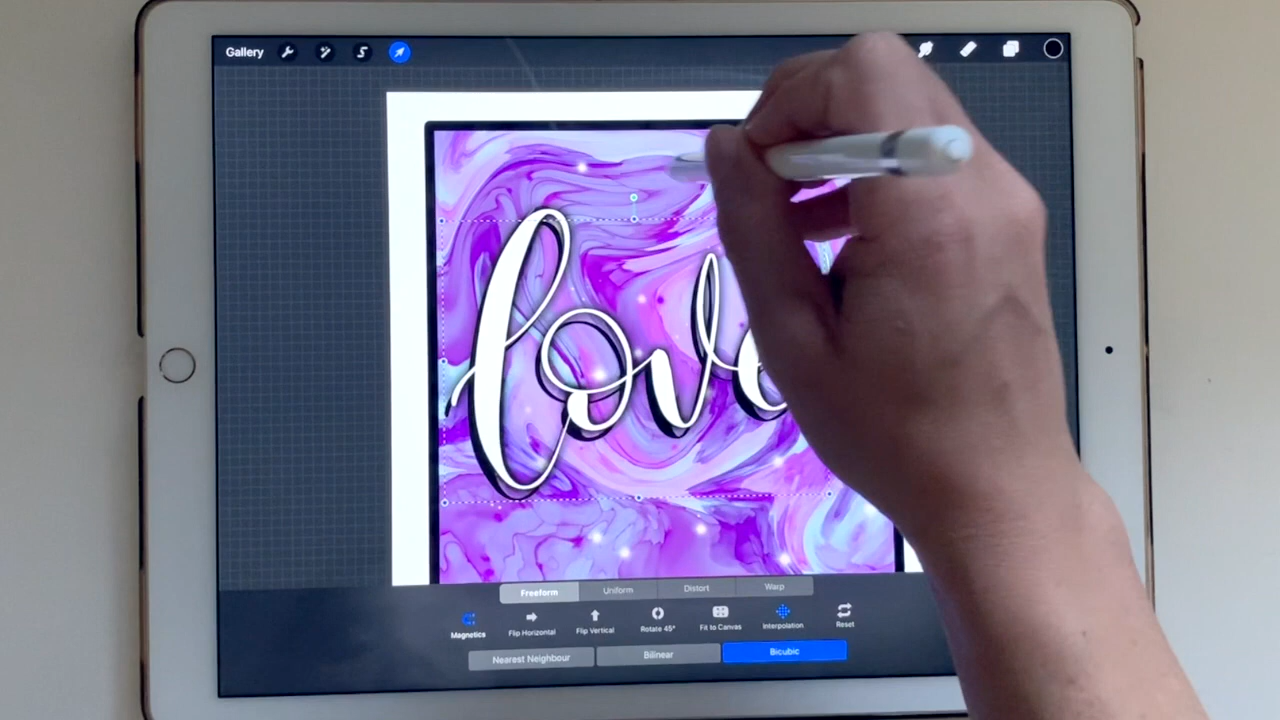 Gallery
love
Freeform Uniform Distort Warp
Magnetics Flip Horizontal Flip Vertical Rotate 45° Fit to Canvas Interpolation Reset
Nearest Neighbour Bilinear Bicubic